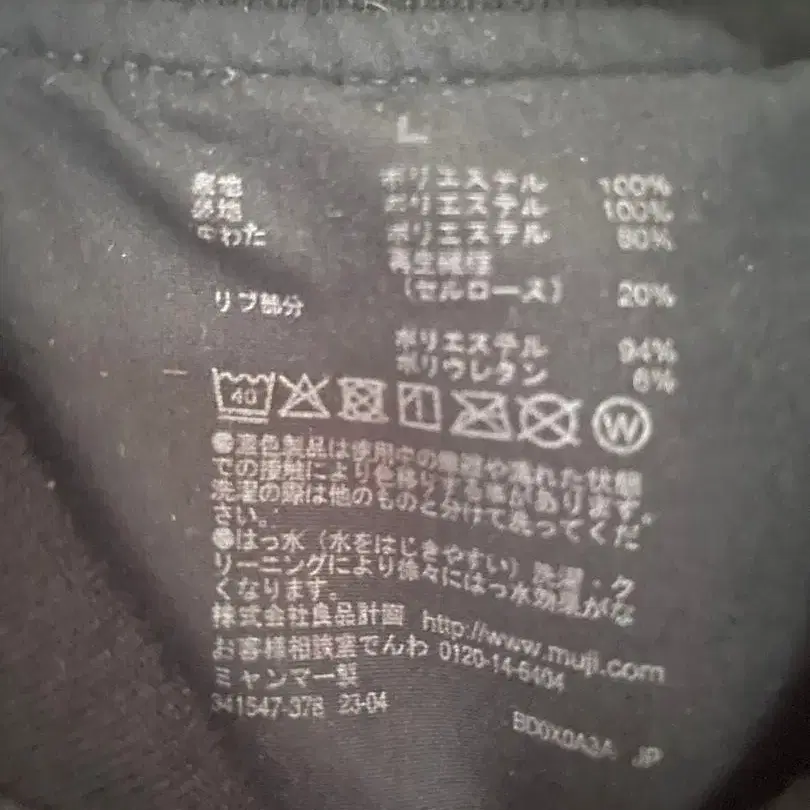 L
表地 ポリエステル 100%
裏地 ポリエステル 100%
中わた ポリエステル 80%
再生繊維
(セルロース) 20%
リブ部分
ポリエステル 94%
ポリウレタン 6%
40
W
●濃色製品は使用中の摩擦や濡れた状態
での接触により色移りする事があります。
洗濯の際は他のものと分けて洗ってくだ
さい。
●はっ水(水をはじきやすい)洗濯・ク
リーニングにより徐々にはっ水効果がな
くなります。
株式会社良品計画 http://www.muji.com
お客様相談室でんわ 0120-14-6404
ミャンマー製
341547-378 23-04
BD0X0A3A JP